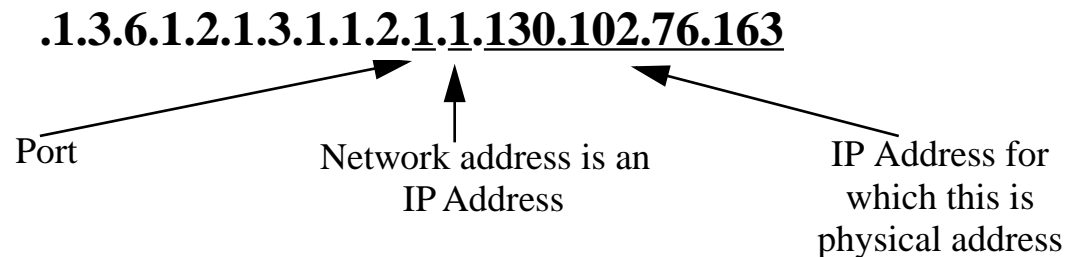 .1.3.6.1.2.1.3.1.1.2.1.1.130.102.76.163
Port
Network address is an
IP Address
IP Address for
which this is
physical address